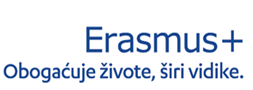 Erasmus+
Obogaćuje živote, širi vidike.